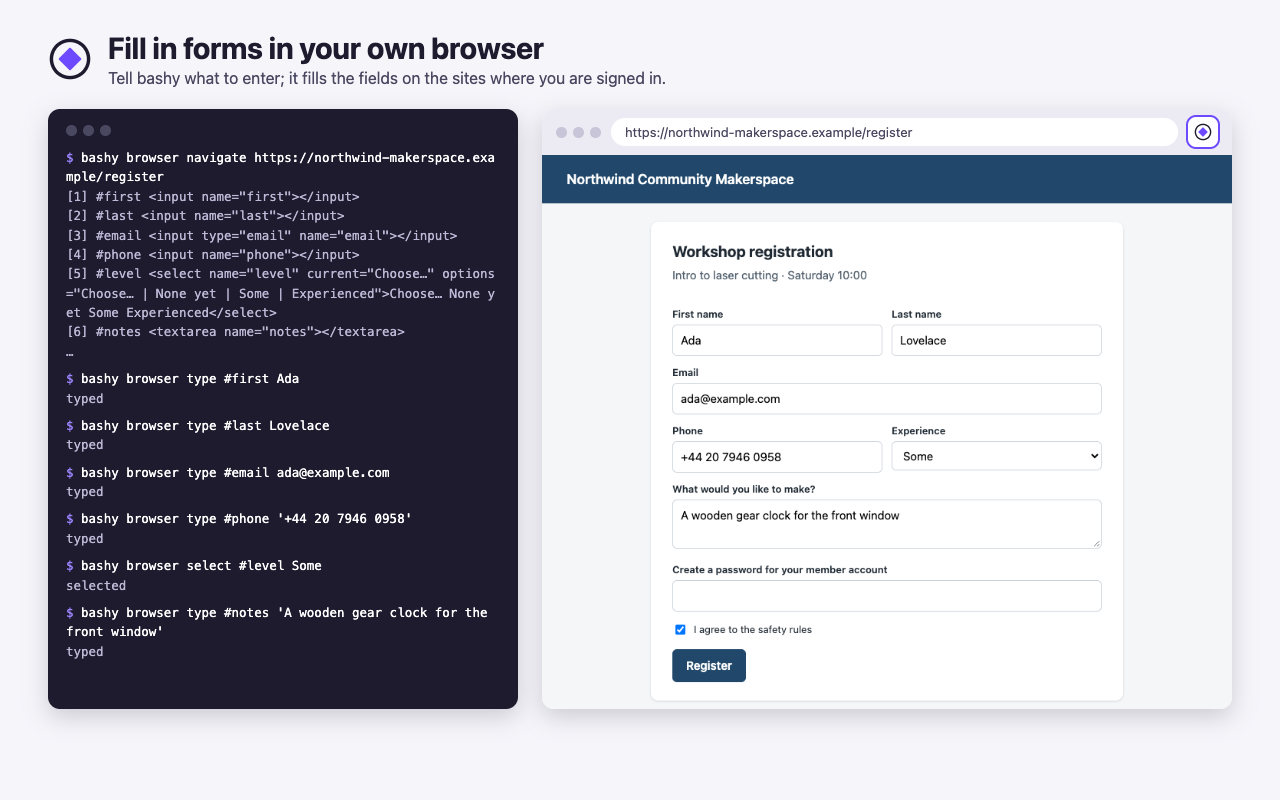 Fill in forms in your own browser
Tell bashy what to enter; it fills the fields on the sites where you are signed in.
$ bashy browser navigate https://northwind-makerspace.exa
mple/register
[1] #first <input name="first"></input>
[2] #last <input name="last"></input>
[3] #email <input type="email" name="email"></input>
[4] #phone <input name="phone"></input>
[5] #level <select name="level" current="Choose…" options
="Choose… | None yet | Some | Experienced">Choose… None y
et Some Experienced</select>
[6] #notes <textarea name="notes"></textarea>
…
$ bashy browser type #first Ada
typed
$ bashy browser type #last Lovelace
typed
$ bashy browser type #email ada@example.com
typed
$ bashy browser type #phone '+44 20 7946 0958'
typed
$ bashy browser select #level Some
selected
$ bashy browser type #notes 'A wooden gear clock for the
front window'
typed
https://northwind-makerspace.example/register
Northwind Community Makerspace
Workshop registration
Intro to laser cutting · Saturday 10:00
First name Last name
Ada Lovelace
Email
ada@example.com
Phone Experience
+44 20 7946 0958 Some
What would you like to make?
A wooden gear clock for the front window
Create a password for your member account
I agree to the safety rules
Register